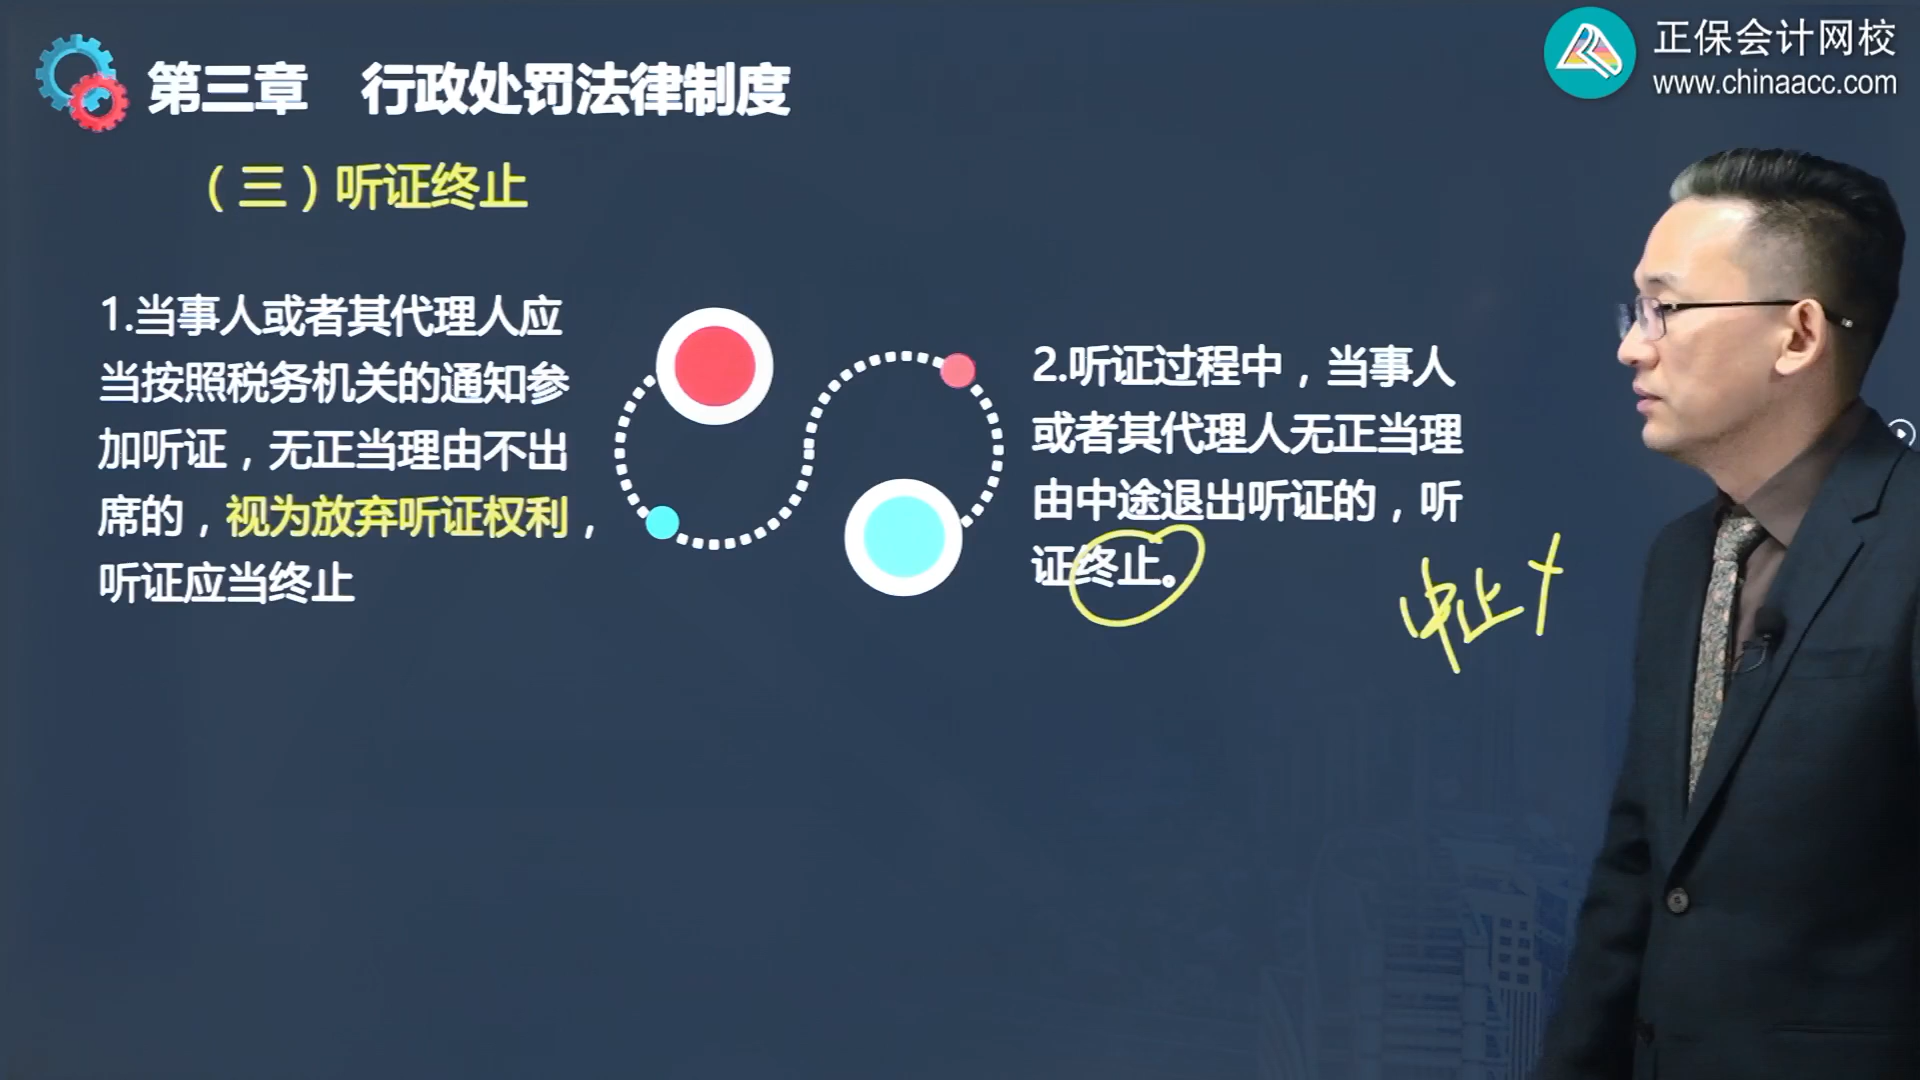 正保会计网校
www.chinaacc.com
第三章 行政处罚法律制度
（三）听证终止
1.当事人或者其代理人应
当按照税务机关的通知参
加听证，无正当理由不出
席的，视为放弃听证权利，
听证应当终止
2.听证过程中，当事人
或者其代理人无正当理
由中途退出听证的，听
证终止。
中止×